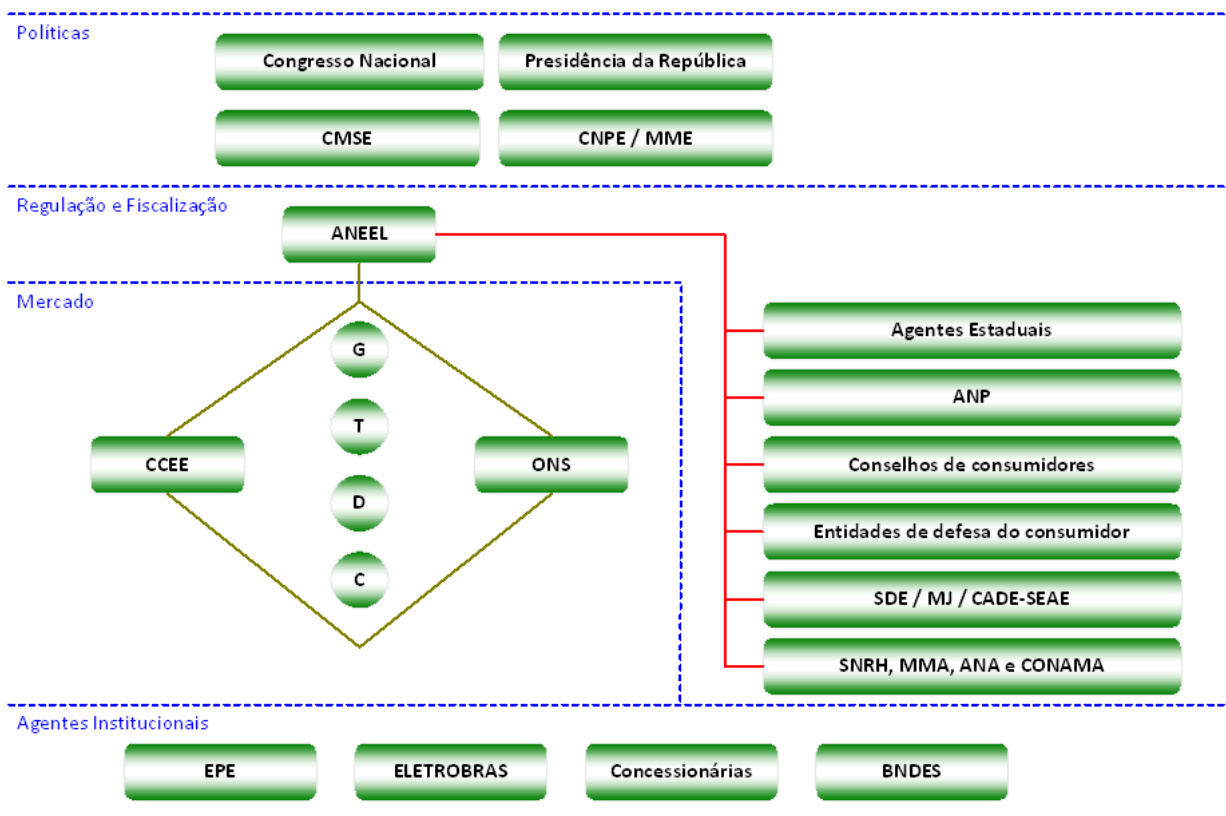 Políticas
Congresso Nacional
Presidência da República
CMSE
CNPE / MME
Regulação e Fiscalização
ANEEL
Mercado
G
T
D
C
CCEE
ONS
Agentes Estaduais
ANP
Conselhos de consumidores
Entidades de defesa do consumidor
SDE / MJ / CADE-SEAE
SNRH, MMA, ANA e CONAMA
Agentes Institucionais
EPE
ELETROBRAS
Concessionárias
BNDES